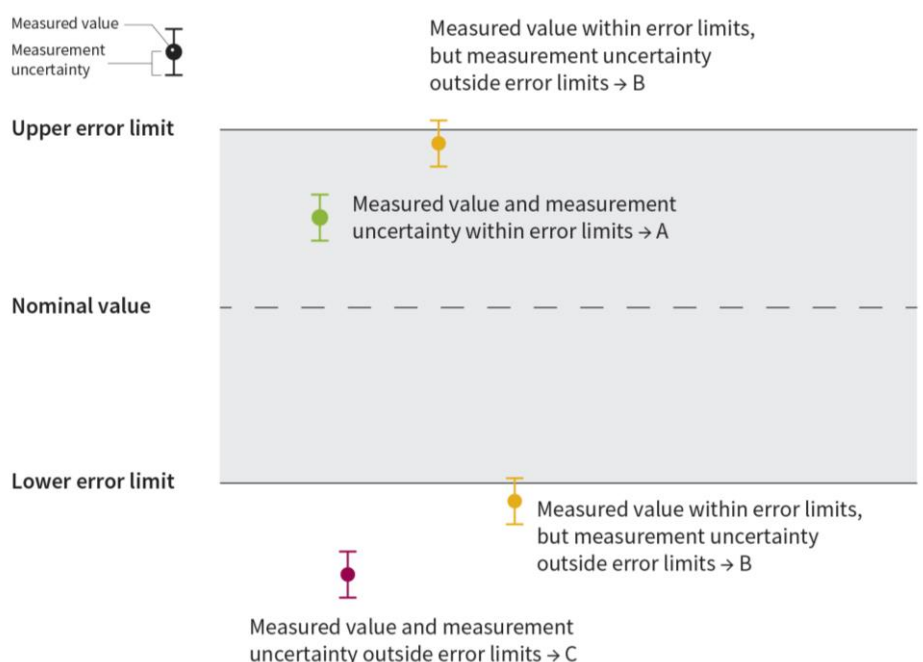 Measured value
Measurement
uncertainty
Measured value within error limits,
but measurement uncertainty
outside error limits → B
Upper error limit
Measured value and measurement
uncertainty within error limits → A
Nominal value
Lower error limit
Measured value within error limits,
but measurement uncertainty
outside error limits → B
Measured value and measurement
uncertainty outside error limits → C